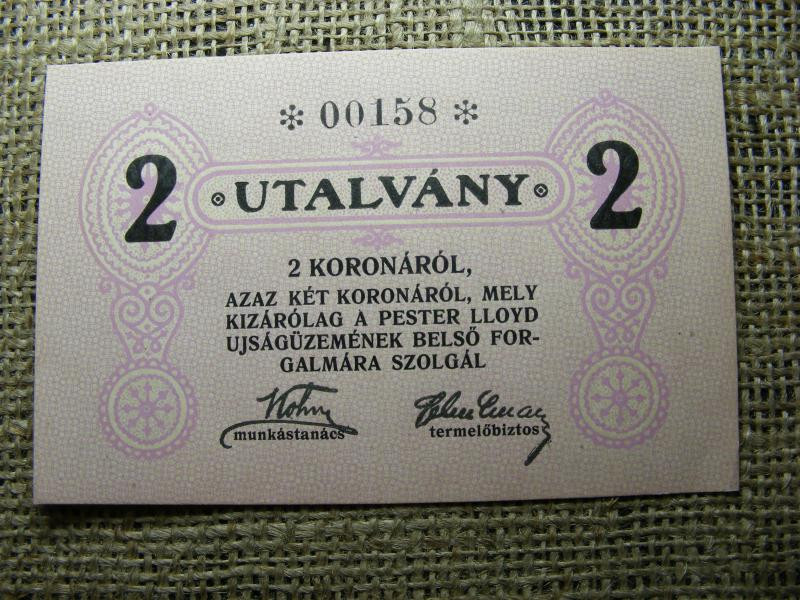 * 00158 *
2 · UTALVÁNY · 2
2 KORONÁRÓL,
AZAZ KÉT KORONÁRÓL, MELY
KIZÁRÓLAG A PESTER LLOYD
UJSÁGÜZEMÉNEK BELSŐ FOR-
GALMÁRA SZOLGÁL
munkástanács termelőbiztos